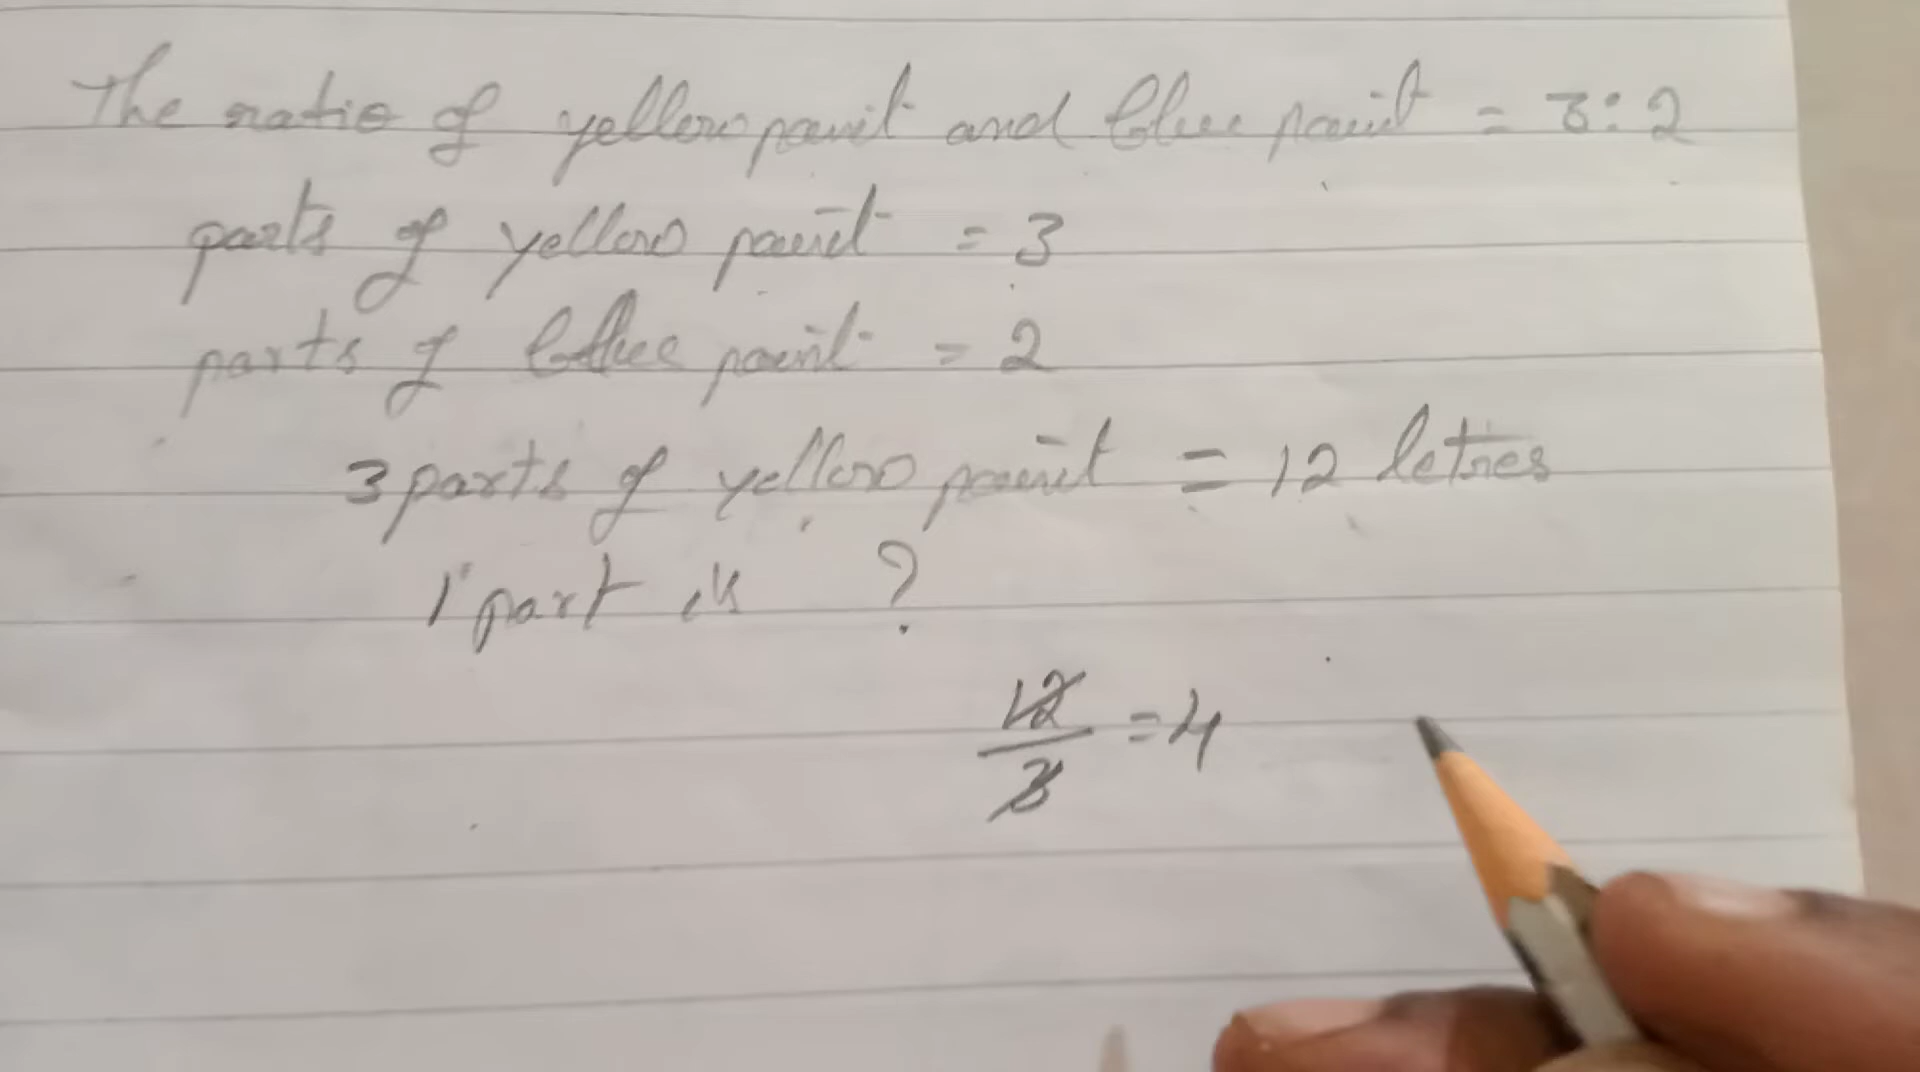 The ratio of yellow paint and blue paint = 3:2
parts of yellow paint = 3
parts of blue paint = 2
3 parts of yellow paint = 12 letres
1 part is ?
12/3 = 4